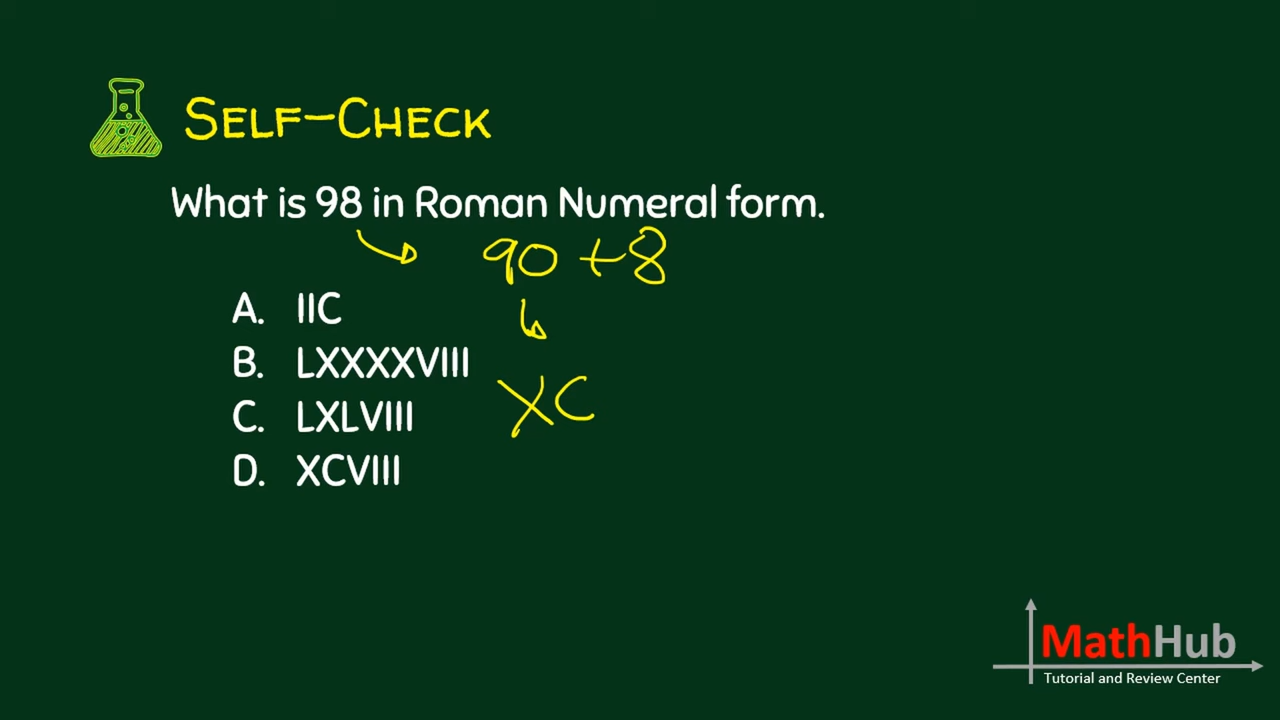 SELF-CHECK
What is 98 in Roman Numeral form.
90 + 8
A. IIC
B. LXXXXVIII
XC
C. LXLVIII
D. XCVIII
MathHub
Tutorial and Review Center